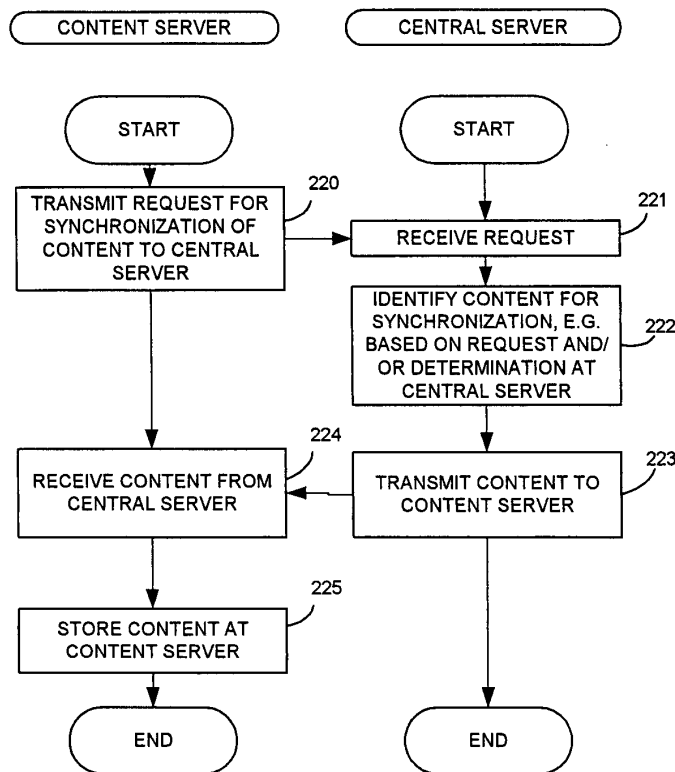 CONTENT SERVER
CENTRAL SERVER
START
START
220
TRANSMIT REQUEST FOR
SYNCHRONIZATION OF
CONTENT TO CENTRAL
SERVER
221
RECEIVE REQUEST
IDENTIFY CONTENT FOR
SYNCHRONIZATION, E.G.
BASED ON REQUEST AND/
OR DETERMINATION AT
CENTRAL SERVER
222
224
RECEIVE CONTENT FROM
CENTRAL SERVER
TRANSMIT CONTENT TO
CONTENT SERVER
223
225
STORE CONTENT AT
CONTENT SERVER
END
END